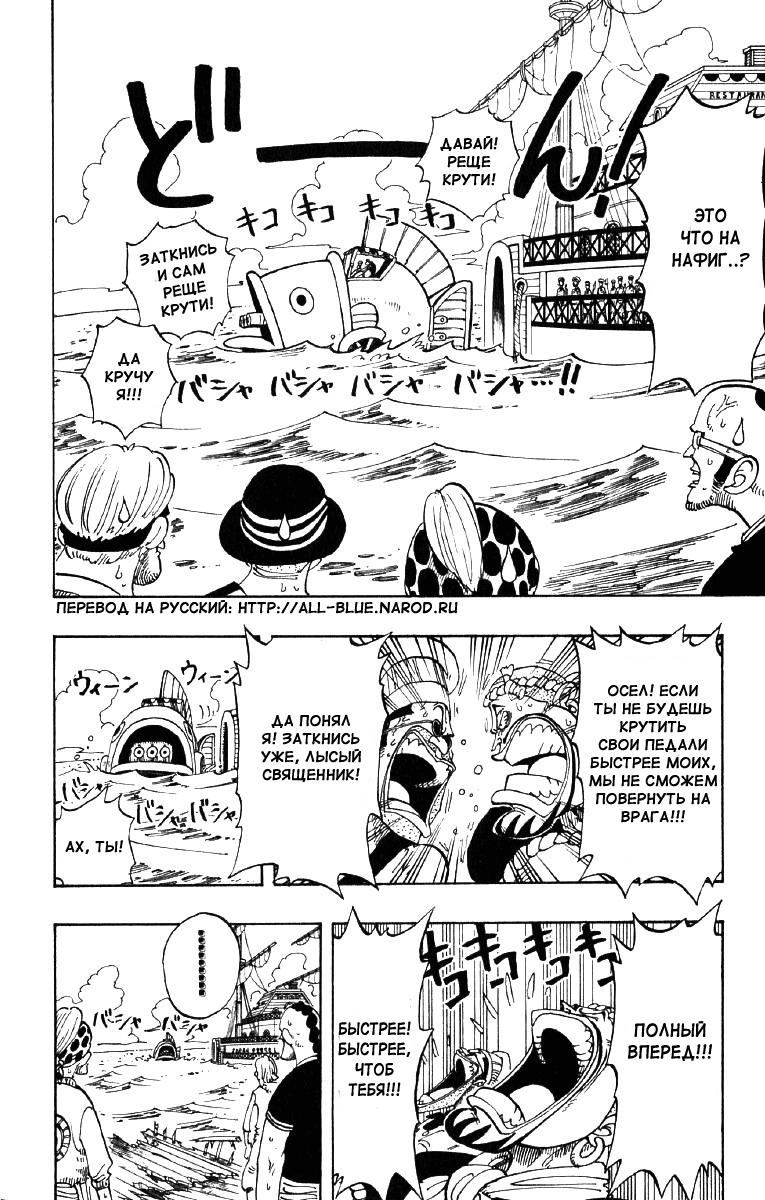 RESTAURAN
ど――ん!
ЭТО
ЧТО НА
НАФИГ..?
ДАВАЙ!
РЕЩЕ
КРУТИ!
キコ キコ キコ キコ
ЗАТКНИСЬ
И САМ
РЕЩЕ
КРУТИ!
ДА
КРУЧУ
Я!!!
バシャ バシャ バシャ バシャ…!!
ПЕРЕВОД НА РУССКИЙ: HTTP://ALL-BLUE.NAROD.RU
ОСЕЛ! ЕСЛИ
ТЫ НЕ БУДЕШЬ
КРУТИТЬ
СВОИ ПЕДАЛИ
БЫСТРЕЕ МОИХ,
МЫ НЕ СМОЖЕМ
ПОВЕРНУТЬ НА
ВРАГА!!!
ДА ПОНЯЛ
Я! ЗАТКНИСЬ
УЖЕ, ЛЫСЫЙ
СВЯЩЕННИК!
ウィーン ウィーン
バシャバシャ
АХ, ТЫ!
ПОЛНЫЙ
ВПЕРЕД!!!
キコ キコ キコ キコ
БЫСТРЕЕ!
БЫСТРЕЕ,
ЧТОБ
ТЕБЯ!!!
.........
バシャ バシャ